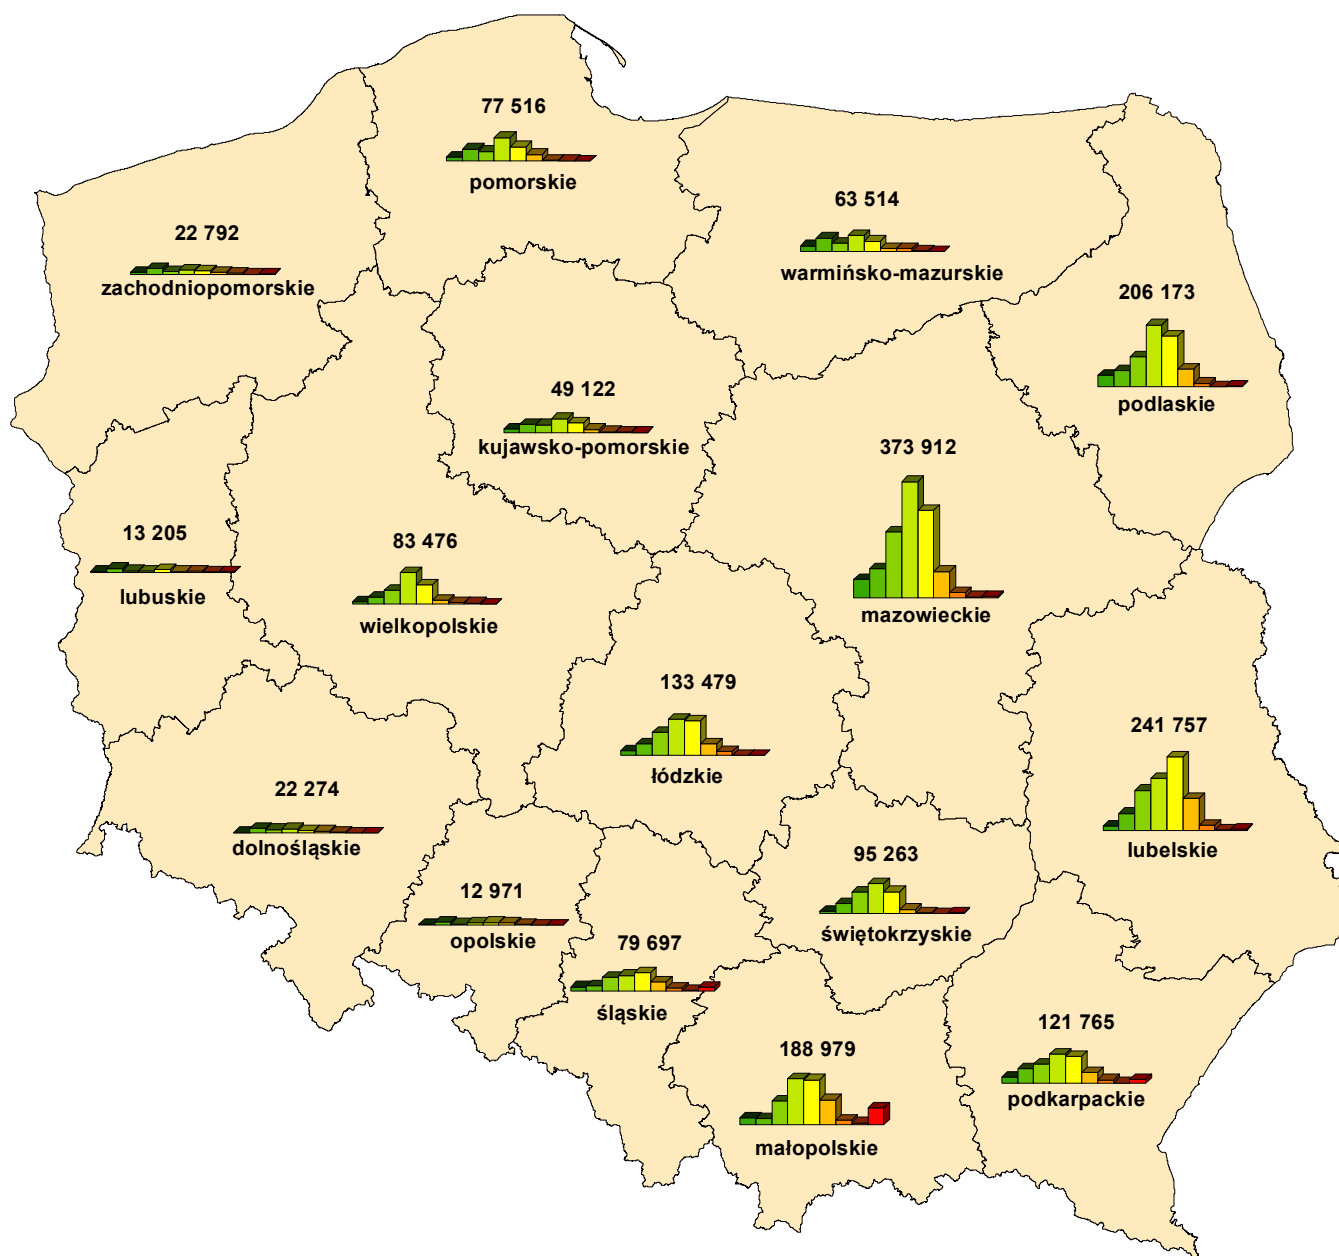 77 516
pomorskie
63 514
warmińsko-mazurskie
22 792
zachodniopomorskie
206 173
podlaskie
49 122
kujawsko-pomorskie
373 912
mazowieckie
13 205
lubuskie
83 476
wielkopolskie
133 479
łódzkie
241 757
lubelskie
22 274
dolnośląskie
95 263
świętokrzyskie
12 971
opolskie
79 697
śląskie
121 765
podkarpackie
188 979
małopolskie